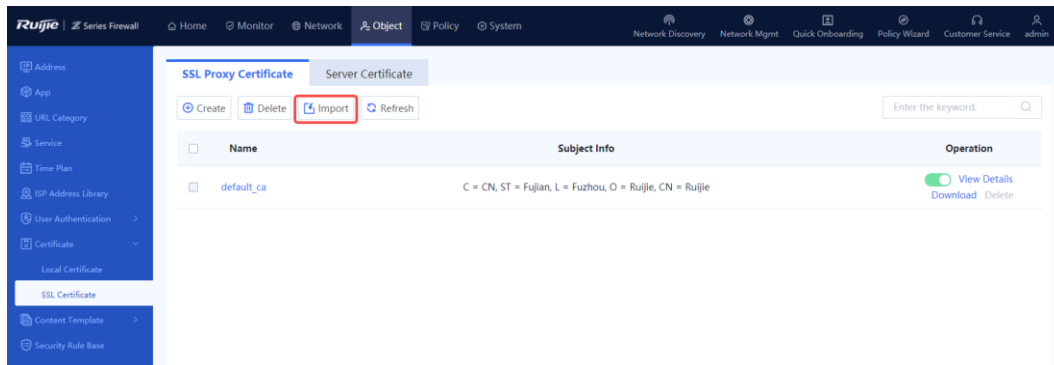 Ruijie | Z Series Firewall
Home Monitor Network Object Policy System
Network Discovery Network Mgmt Quick Onboarding Policy Wizard Customer Service admin
Address
App
URL Category
Service
Time Plan
ISP Address Library
User Authentication
Certificate
Local Certificate
SSL Certificate
Content Template
Security Rule Base
SSL Proxy Certificate Server Certificate
Create Delete Import Refresh Enter the keyword.
Name Subject Info Operation
default_ca C = CN, ST = Fujian, L = Fuzhou, O = Ruijie, CN = Ruijie View Details
Download Delete